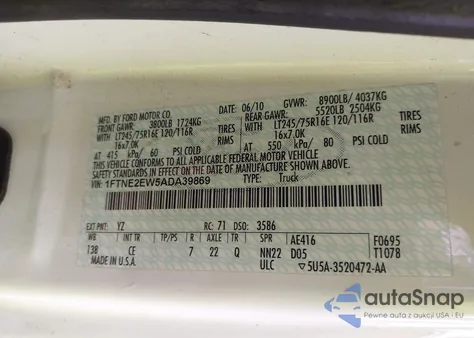 MFD. BY FORD MOTOR CO.
06/10 GVWR: 8900LB/ 4037KG
FRONT GAWR: 3800LB 1724KG
REAR GAWR: 5520LB 2504KG
LT245/75R16E 120/116R TIRES
LT245/75R16E 120/116R TIRES
16x7.0K RIMS
16x7.0K RIMS
AT 415 kPa/ 60 PSI COLD
AT 550 kPa/ 80 PSI COLD
THIS VEHICLE CONFORMS TO ALL APPLICABLE FEDERAL MOTOR VEHICLE
SAFETY STANDARDS IN EFFECT ON THE DATE OF MANUFACTURE SHOWN ABOVE.
VIN: 1FTNE2EW5ADA39869
TYPE: TRUCK
EXT PNT: YZ RC: 71 DSO: 3586
WB INT TR TP/PS R AXLE TR SPR AE416 F0695
138 CE 7 22 Q NN22 D05 T1078
MADE IN U.S.A. ULC 5U5A-3520472-AA
autoSnap
Pewne auta z aukcji USA i EU